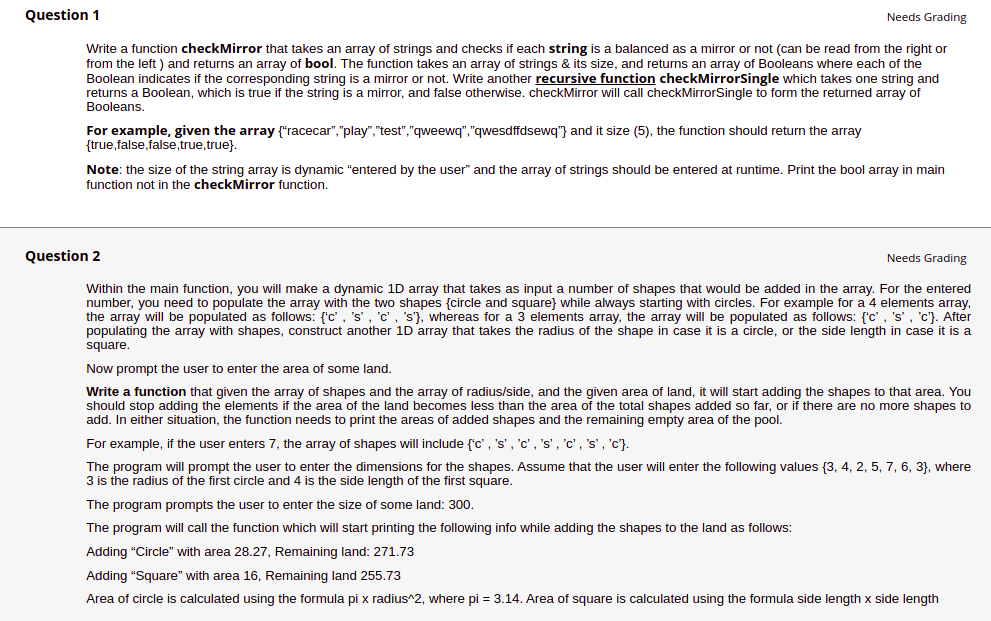 Question 1
Needs Grading
Write a function checkMirror that takes an array of strings and checks if each string is a balanced as a mirror or not (can be read from the right or
from the left ) and returns an array of bool. The function takes an array of strings & its size, and returns an array of Booleans where each of the
Boolean indicates if the corresponding string is a mirror or not. Write another recursive function checkMirrorSingle which takes one string and
returns a Boolean, which is true if the string is a mirror, and false otherwise. checkMirror will call checkMirrorSingle to form the returned array of
Booleans.
For example, given the array {“racecar”,”play”,”test”,”qweewq”,”qwesdffdsewq”} and it size (5), the function should return the array
{true,false,false,true,true}.
Note: the size of the string array is dynamic “entered by the user” and the array of strings should be entered at runtime. Print the bool array in main
function not in the checkMirror function.
Question 2
Needs Grading
Within the main function, you will make a dynamic 1D array that takes as input a number of shapes that would be added in the array. For the entered
number, you need to populate the array with the two shapes {circle and square} while always starting with circles. For example for a 4 elements array,
the array will be populated as follows: {‘c’ , ’s’ , ’c’ , ’s’}, whereas for a 3 elements array, the array will be populated as follows: {‘c’ , ’s’ , ’c’}. After
populating the array with shapes, construct another 1D array that takes the radius of the shape in case it is a circle, or the side length in case it is a
square.
Now prompt the user to enter the area of some land.
Write a function that given the array of shapes and the array of radius/side, and the given area of land, it will start adding the shapes to that area. You
should stop adding the elements if the area of the land becomes less than the area of the total shapes added so far, or if there are no more shapes to
add. In either situation, the function needs to print the areas of added shapes and the remaining empty area of the pool.
For example, if the user enters 7, the array of shapes will include {‘c’ , ’s’ , ’c’ , ’s’ , ’c’ , ’s’ , ’c’}.
The program will prompt the user to enter the dimensions for the shapes. Assume that the user will enter the following values {3, 4, 2, 5, 7, 6, 3}, where
3 is the radius of the first circle and 4 is the side length of the first square.
The program prompts the user to enter the size of some land: 300.
The program will call the function which will start printing the following info while adding the shapes to the land as follows:
Adding “Circle” with area 28.27, Remaining land: 271.73
Adding “Square” with area 16, Remaining land 255.73
Area of circle is calculated using the formula pi x radius^2, where pi = 3.14. Area of square is calculated using the formula side length x side length